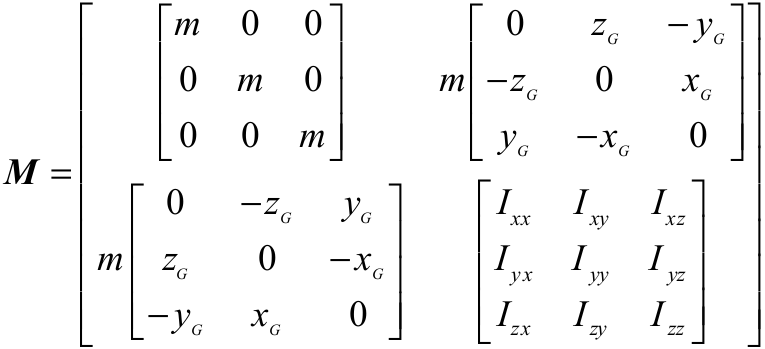 m 0 0 0 z_G -y_G
0 m 0 m -z_G 0 x_G
0 0 m y_G -x_G 0
M =
0 -z_G y_G I_xx I_xy I_xz
m z_G 0 -x_G I_yx I_yy I_yz
-y_G x_G 0 I_zx I_zy I_zz